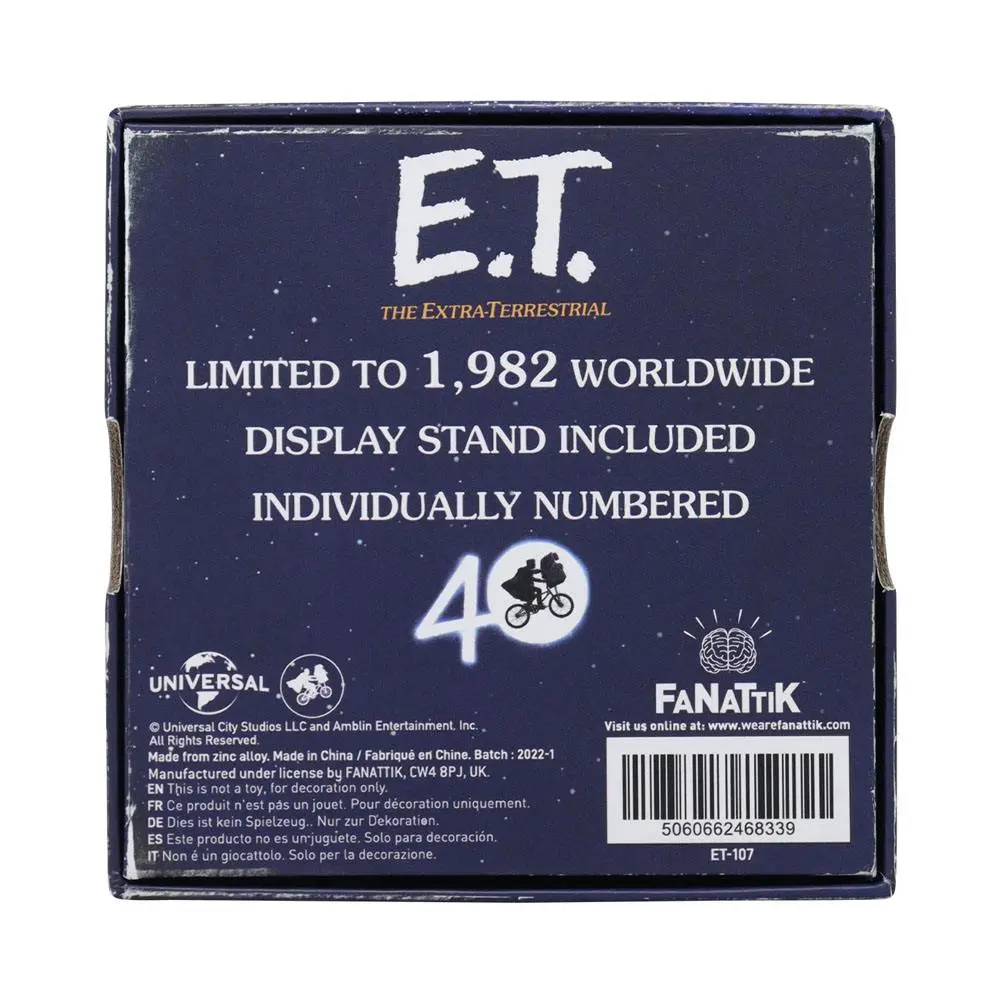 E.T.
THE EXTRA-TERRESTRIAL
LIMITED TO 1,982 WORLDWIDE
DISPLAY STAND INCLUDED
INDIVIDUALLY NUMBERED
40
UNIVERSAL
© Universal City Studios LLC and Amblin Entertainment. Inc.
All Rights Reserved.
Made from zinc alloy. Made in China / Fabriqué en Chine. Batch : 2022-1
Manufactured under license by FANATTIK, CW4 8PJ, UK.
EN This is not a toy, for decoration only.
FR Ce produit n'est pas un jouet. Pour décoration uniquement.
DE Dies ist kein Spielzeug.. Nur zur Dekoration.
ES Este producto no es un juguete. Solo para decoración.
IT Non é un giocattolo. Solo per la decorazione.
FANATTIK
Visit us online at: www.wearefanattik.com
5060662468339
ET-107